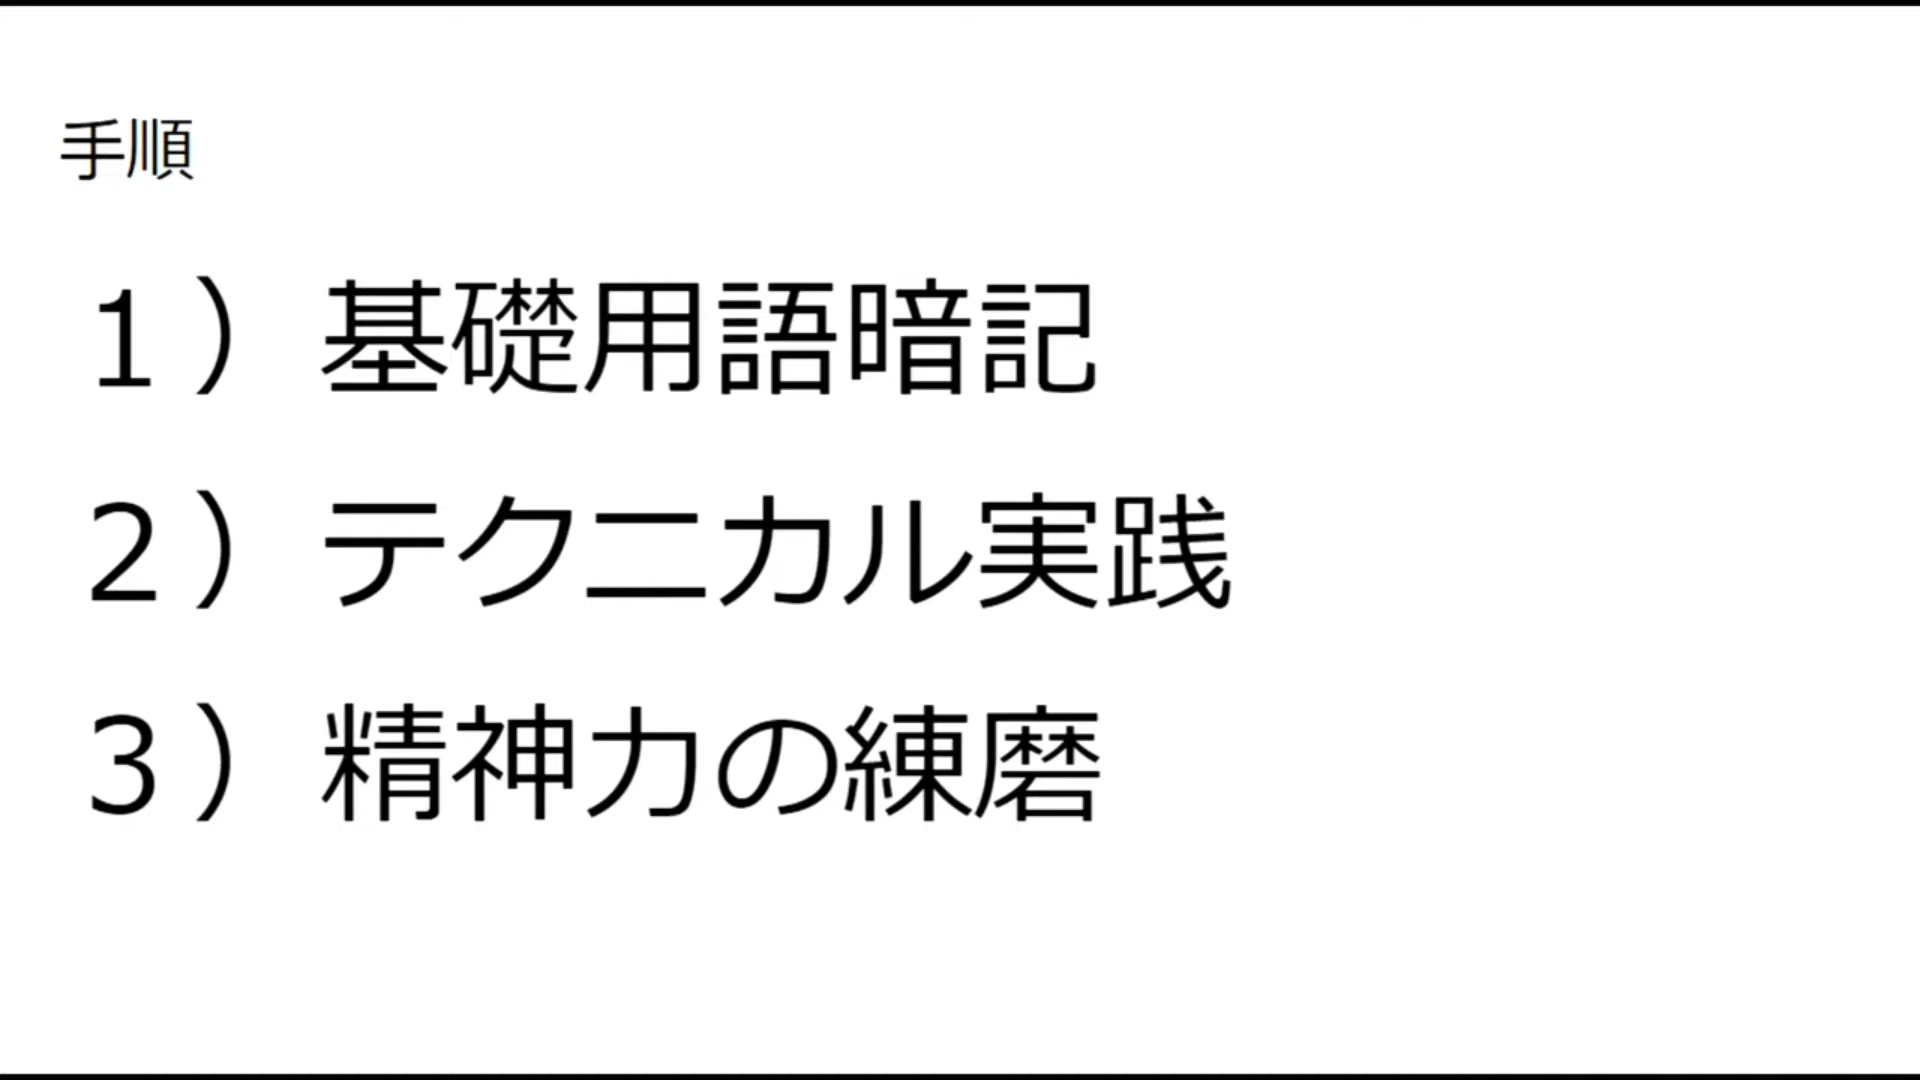 手順
1）基礎用語暗記
2）テクニカル実践
3）精神力の練磨